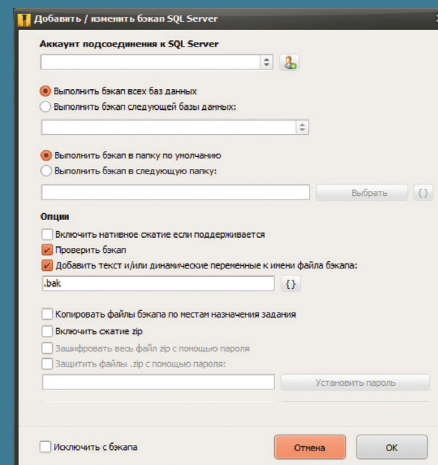 Добавить / изменить бэкап SQL Server
Аккаунт подсоединения к SQL Server
Выполнить бэкап всех баз данных
Выполнить бэкап следующей базы данных:
Выполнить бэкап в папку по умолчанию
Выполнить бэкап в следующую папку:
Выбрать {}
Опции
Включить нативное сжатие если поддерживается
Проверить бэкап
Добавить текст и/или динамические переменные к имени файла бэкапа:
.bak {}
Копировать файлы бэкапа по местам назначения задания
Включить сжатие zip
Зашифровать весь файл zip с помощью пароля
Защитить файлы .zip с помощью пароля:
Установить пароль
Исключить с бэкапа Отмена ОК